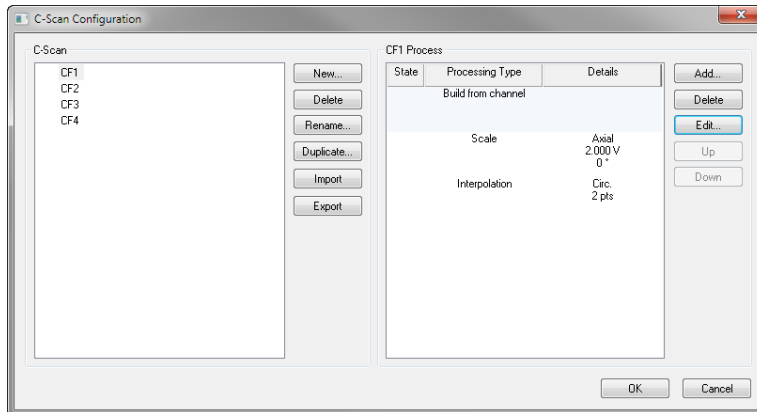 C-Scan Configuration
C-Scan
CF1
CF2
CF3
CF4
New...
Delete
Rename...
Duplicate...
Import
Export
CF1 Process
State Processing Type Details
Build from channel
Scale Axial
2.000 V
0 °
Interpolation Circ.
2 pts
Add...
Delete
Edit...
Up
Down
OK Cancel